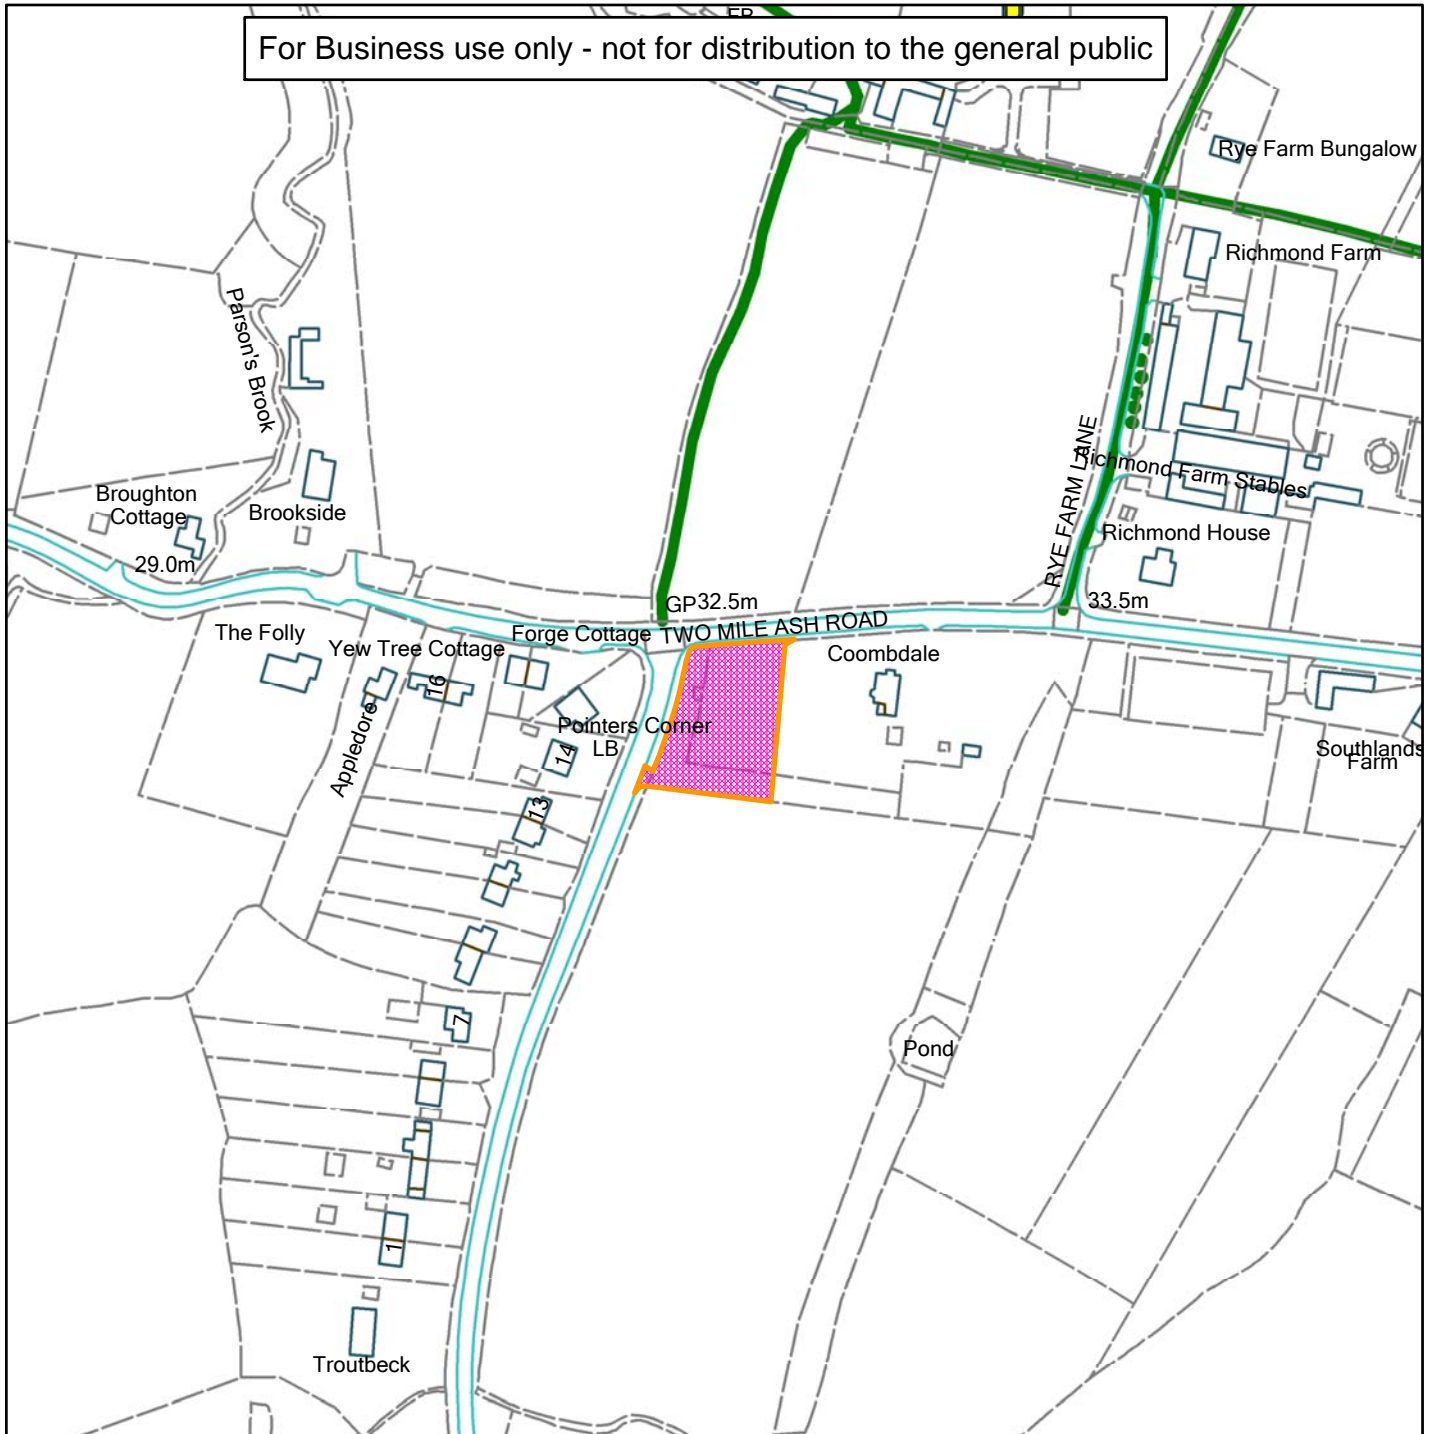 FB
For Business use only - not for distribution to the general public
Rye Farm Bungalow
Richmond Farm
Parson's Brook
RYE FARM LANE
Richmond Farm Stables
Broughton
Cottage
Brookside
Richmond House
29.0m
GP 32.5m
33.5m
The Folly
Yew Tree Cottage
Forge Cottage
TWO MILE ASH ROAD
Coombdale
16
Appledore
Pointers Corner
LB
14
Southlands
Farm
13
7
Pond
1
Troutbeck